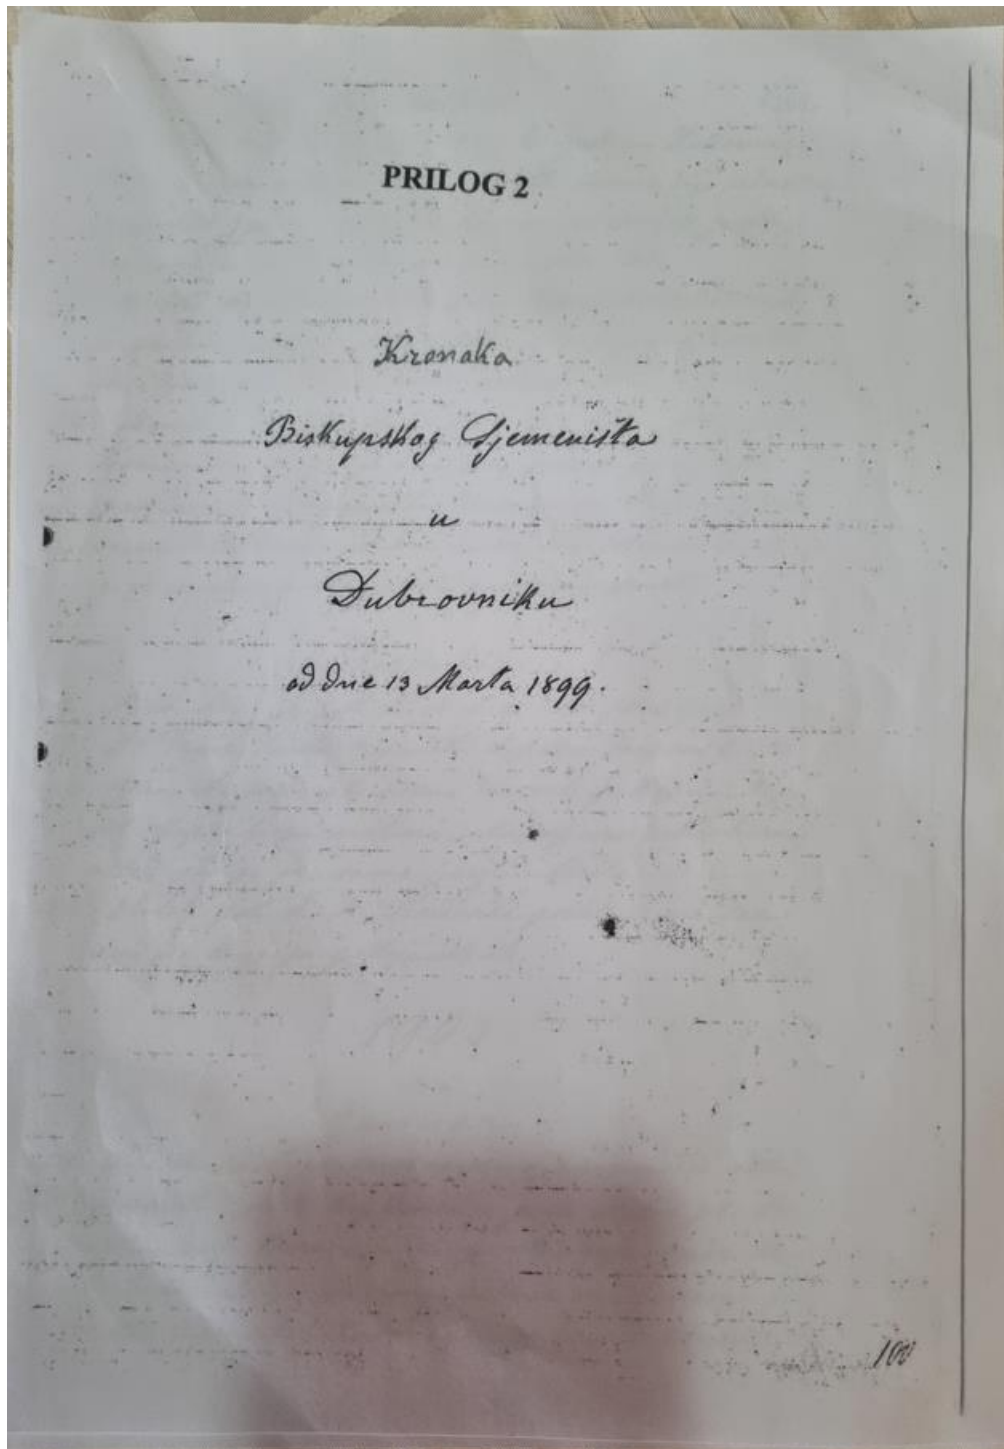 PRILOG 2
Kronaka
Biskupskog Sjemeništa
u
Dubrovniku
od dne 13 Marta 1899.
100